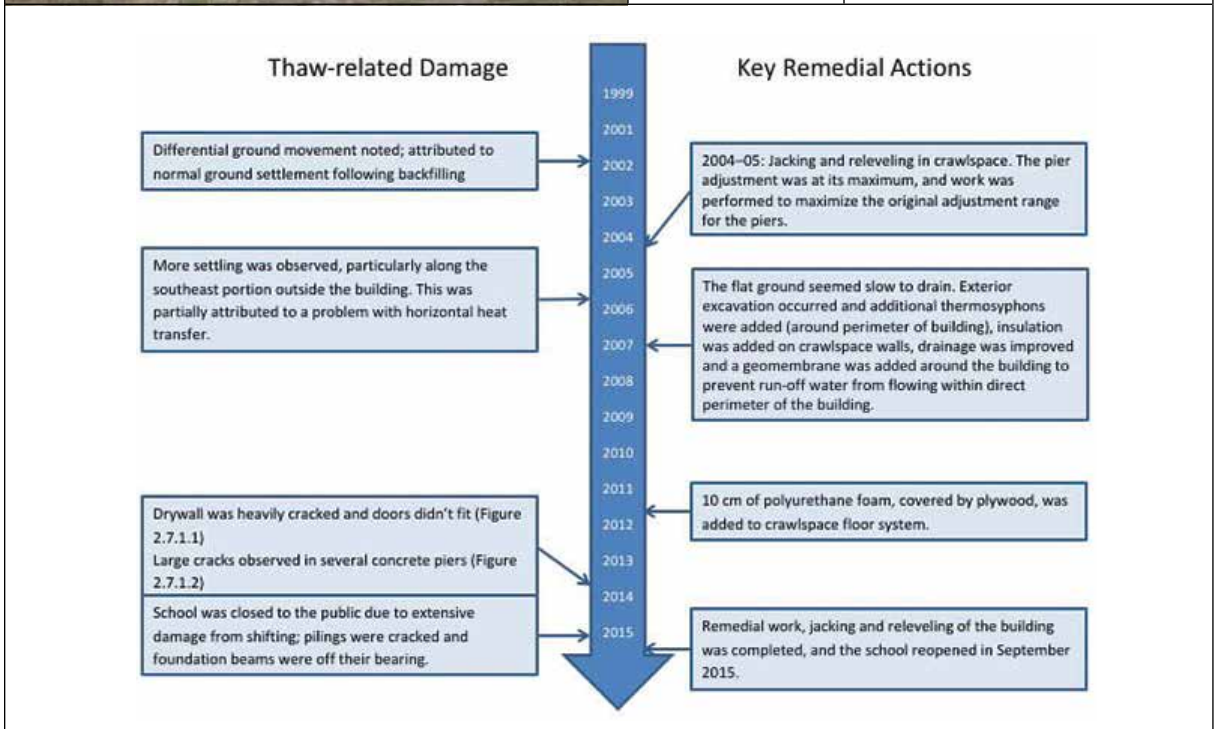 Thaw-related Damage
Key Remedial Actions
1999
2001
2002
2003
2004
2005
2006
2007
2008
2009
2010
2011
2012
2013
2014
2015
Differential ground movement noted; attributed to
normal ground settlement following backfilling
More settling was observed, particularly along the
southeast portion outside the building. This was
partially attributed to a problem with horizontal heat
transfer.
Drywall was heavily cracked and doors didn't fit (Figure
2.7.1.1)
Large cracks observed in several concrete piers (Figure
2.7.1.2)
School was closed to the public due to extensive
damage from shifting; pilings were cracked and
foundation beams were off their bearing.
2004–05: Jacking and releveling in crawlspace. The pier
adjustment was at its maximum, and work was
performed to maximize the original adjustment range
for the piers.
The flat ground seemed slow to drain. Exterior
excavation occurred and additional thermosyphons
were added (around perimeter of building), insulation
was added on crawlspace walls, drainage was improved
and a geomembrane was added around the building to
prevent run-off water from flowing within direct
perimeter of the building.
10 cm of polyurethane foam, covered by plywood, was
added to crawlspace floor system.
Remedial work, jacking and releveling of the building
was completed, and the school reopened in September
2015.